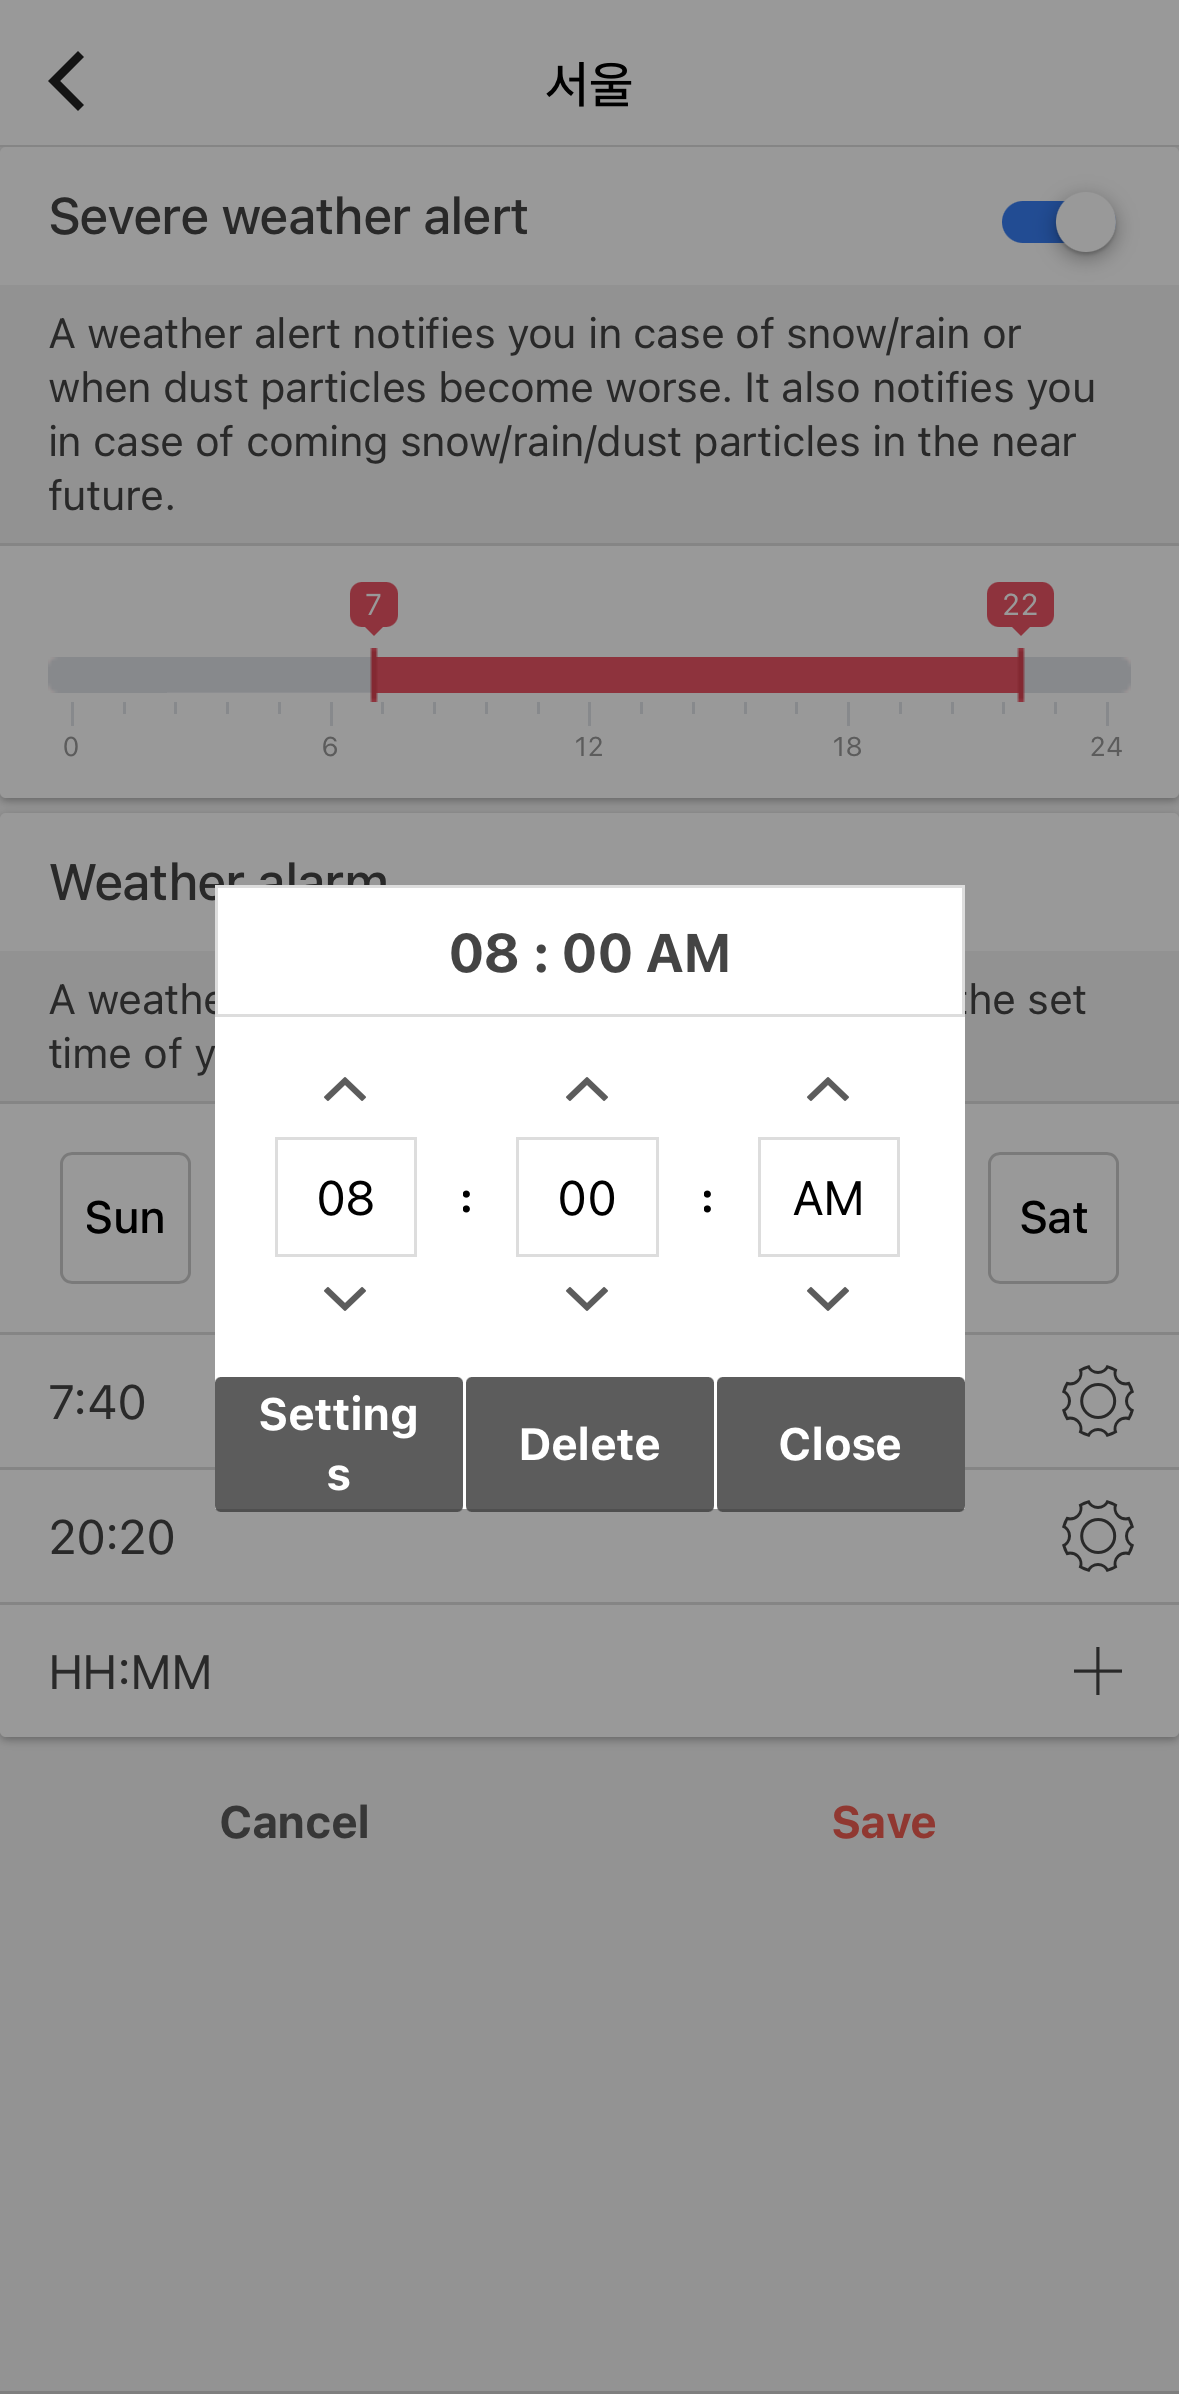 서울
Severe weather alert
A weather alert notifies you in case of snow/rain or
when dust particles become worse. It also notifies you
in case of coming snow/rain/dust particles in the near
future.
7 22
0 6 12 18 24
Weather alarm
08 : 00 AM
A the set
time of
08 : 00 : AM
Sun Sat
7:40
Setting
s
Delete
Close
20:20
HH:MM
Cancel Save